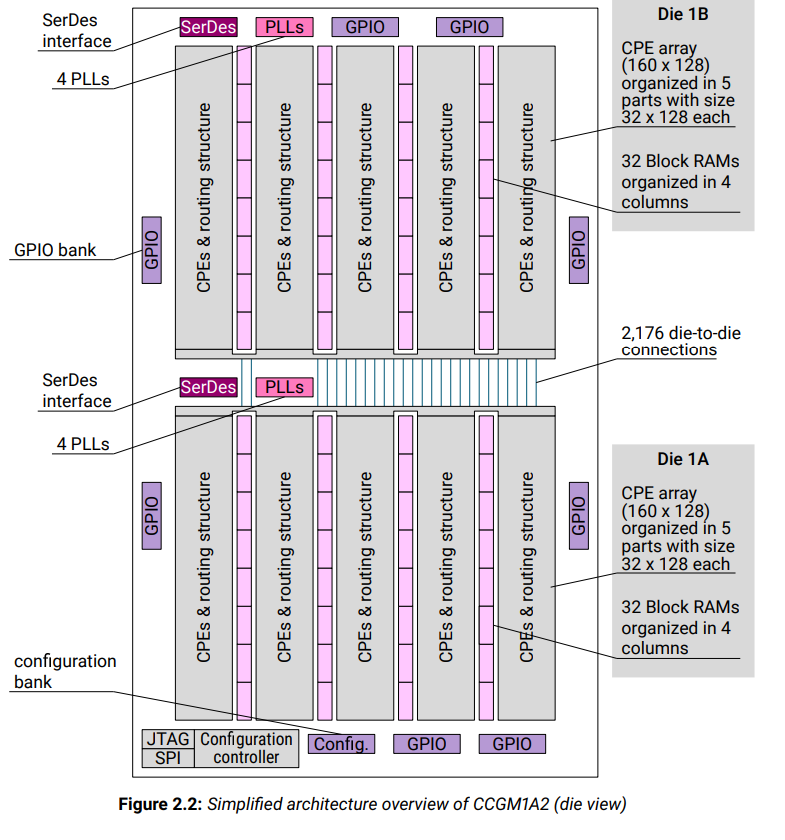 SerDes
interface
4 PLLs
SerDes
PLLs
GPIO
GPIO
CPEs & routing structure
CPEs & routing structure
CPEs & routing structure
CPEs & routing structure
CPEs & routing structure
GPIO bank
GPIO
GPIO
Die 1B
CPE array
(160 x 128)
organized in 5
parts with size
32 x 128 each
32 Block RAMs
organized in 4
columns
2,176 die-to-die
connections
SerDes
interface
4 PLLs
SerDes
PLLs
CPEs & routing structure
CPEs & routing structure
CPEs & routing structure
CPEs & routing structure
CPEs & routing structure
GPIO
GPIO
Die 1A
CPE array
(160 x 128)
organized in 5
parts with size
32 x 128 each
32 Block RAMs
organized in 4
columns
configuration
bank
JTAG
SPI
Configuration
controller
Config.
GPIO
GPIO
Figure 2.2: Simplified architecture overview of CCGM1A2 (die view)